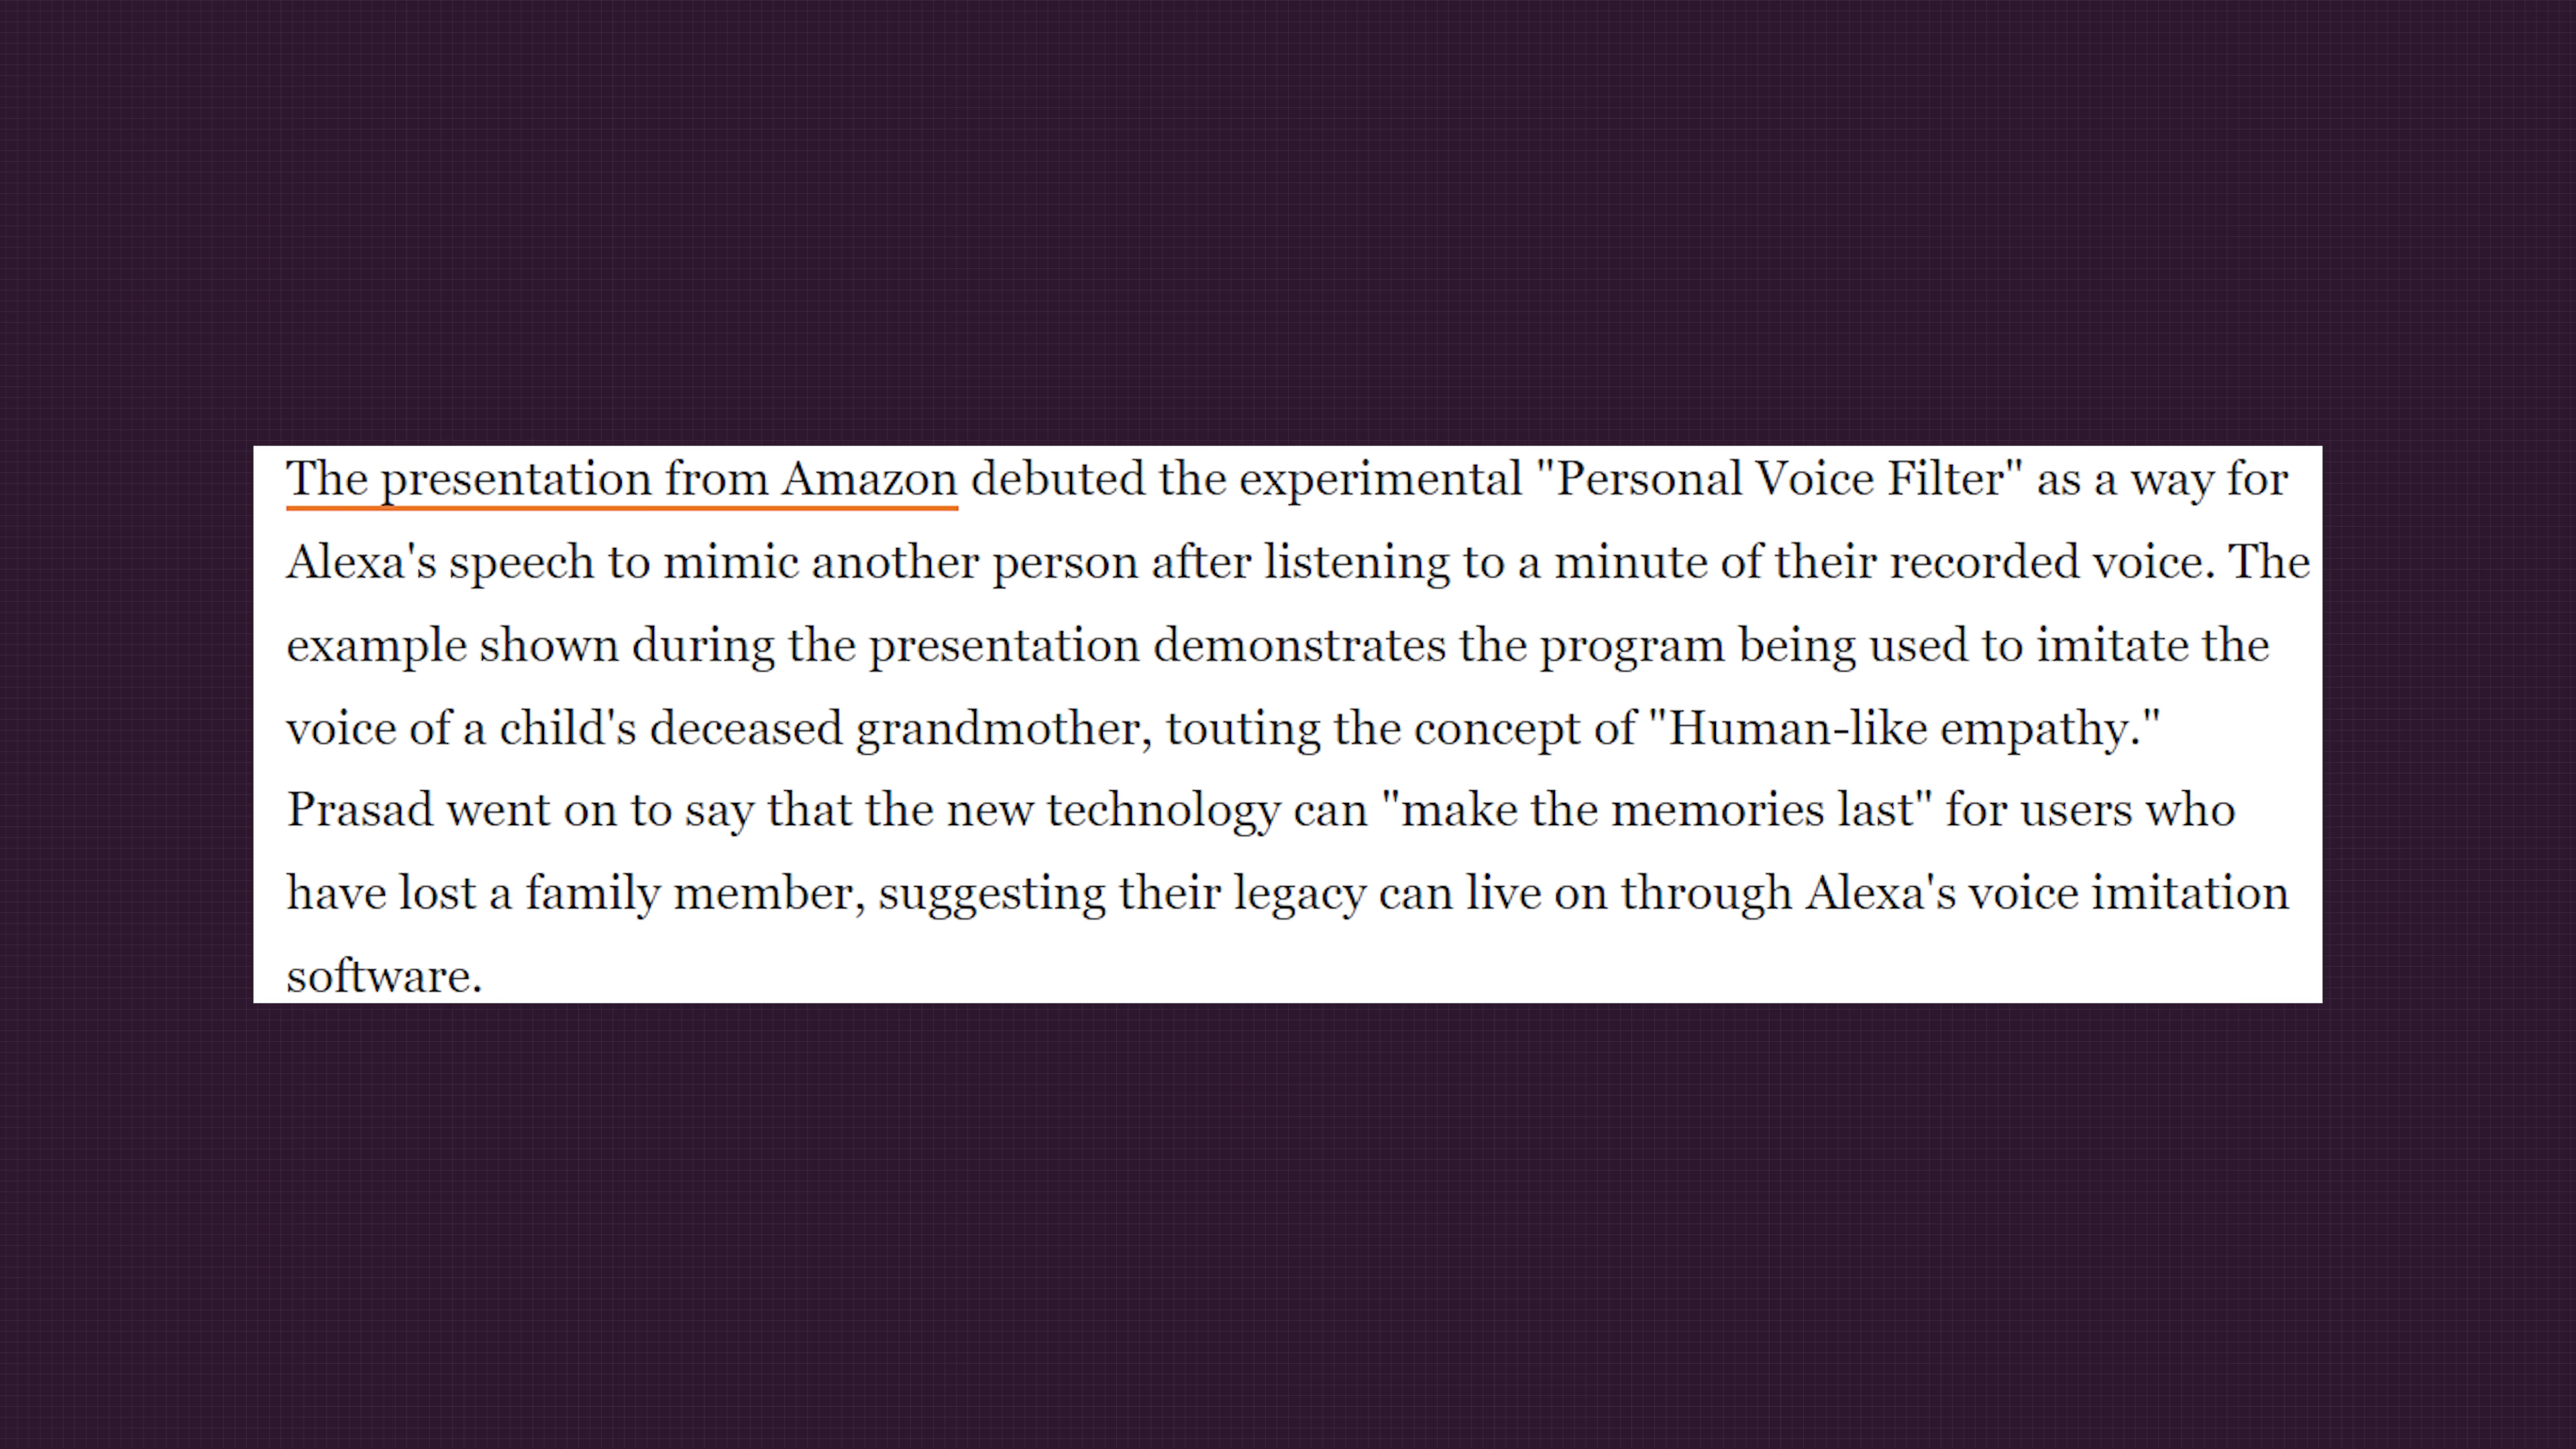 The presentation from Amazon debuted the experimental "Personal Voice Filter" as a way for
Alexa's speech to mimic another person after listening to a minute of their recorded voice. The
example shown during the presentation demonstrates the program being used to imitate the
voice of a child's deceased grandmother, touting the concept of "Human-like empathy."
Prasad went on to say that the new technology can "make the memories last" for users who
have lost a family member, suggesting their legacy can live on through Alexa's voice imitation
software.